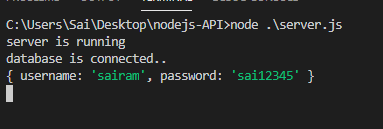 C:\Users\Sai\Desktop\nodejs-API>node .\server.js
server is running
database is connected..
{ username: 'sairam', password: 'sai12345' }